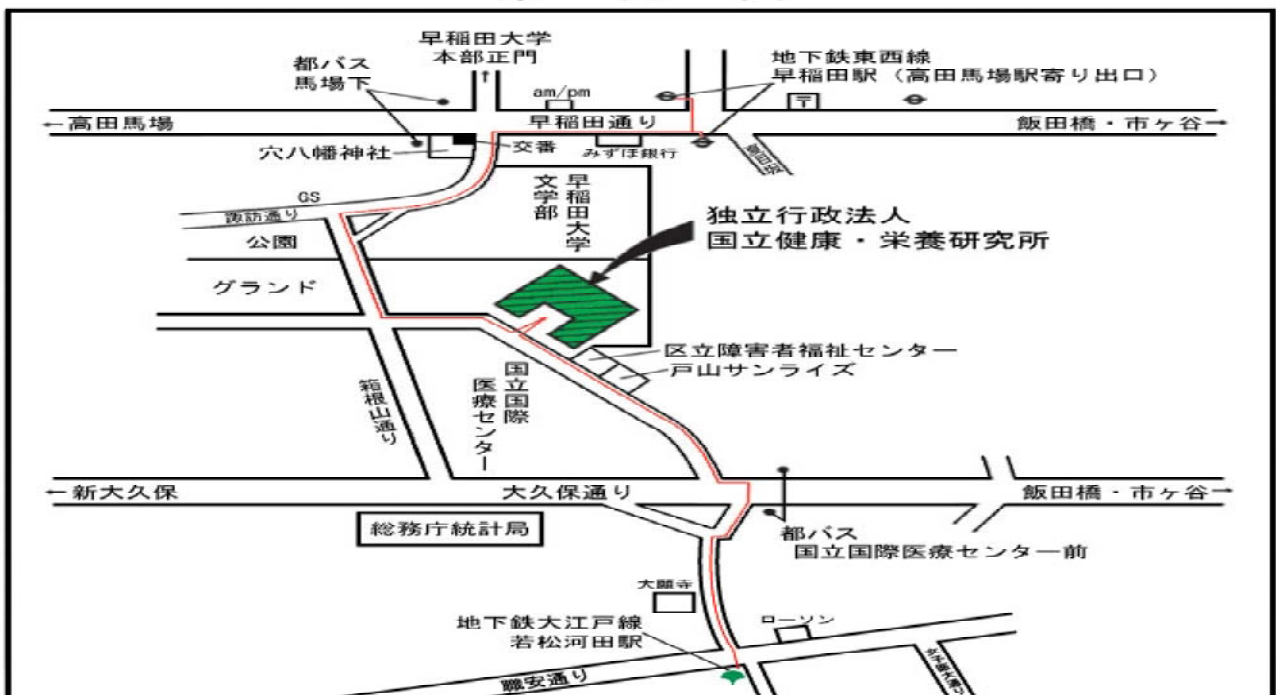 早稲田大学
本部正門
↑
都バス
馬場下
am/pm
地下鉄東西線
早稲田駅（高田馬場駅寄り出口）
〒
←高田馬場
早稲田通り
飯田橋・市ヶ谷→
穴八幡神社
交番
みずほ銀行
GS
諏訪通り
公園
早稲田大学
文学部
独立行政法人
国立健康・栄養研究所
グランド
区立障害者福祉センター
戸山サンライズ
国立国際
医療センター
箱根山通り
←新大久保
大久保通り
飯田橋・市ヶ谷→
総務庁統計局
都バス
国立国際医療センター前
大願寺
地下鉄大江戸線
若松河田駅
ローソン
職安通り